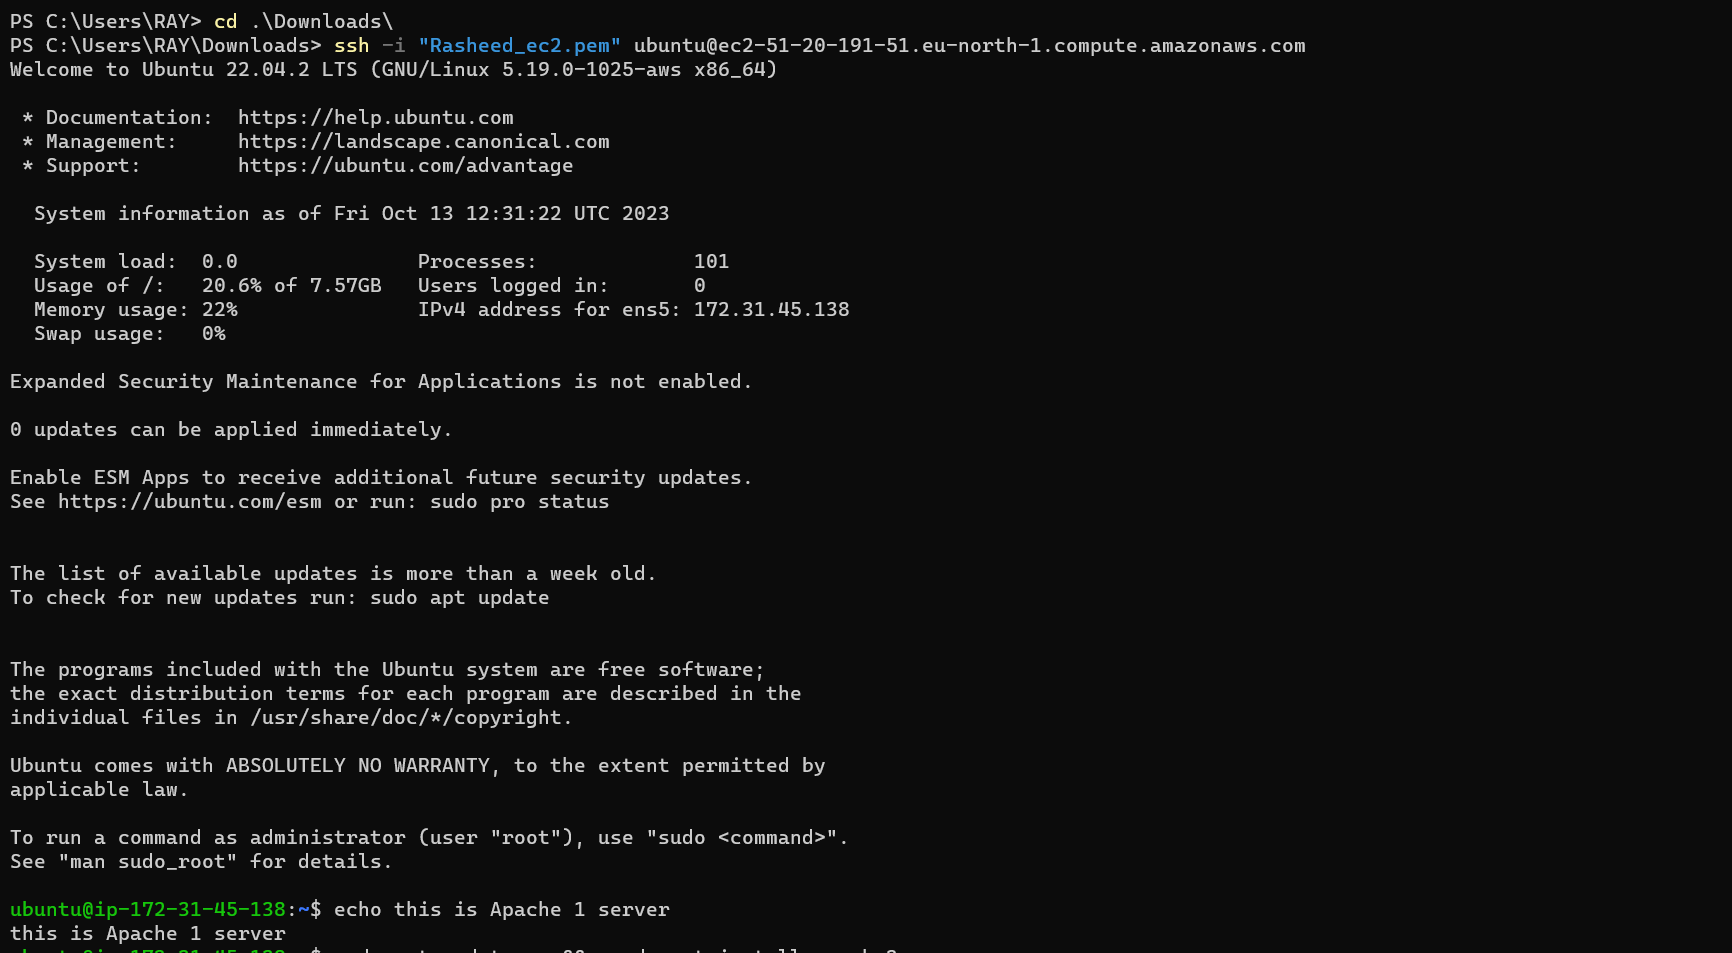 PS C:\Users\RAY> cd .\Downloads\
PS C:\Users\RAY\Downloads> ssh -i "Rasheed_ec2.pem" ubuntu@ec2-51-20-191-51.eu-north-1.compute.amazonaws.com
Welcome to Ubuntu 22.04.2 LTS (GNU/Linux 5.19.0-1025-aws x86_64)
* Documentation:  https://help.ubuntu.com
* Management:     https://landscape.canonical.com
* Support:        https://ubuntu.com/advantage
System information as of Fri Oct 13 12:31:22 UTC 2023
System load:  0.0               Processes:             101
Usage of /:   20.6% of 7.57GB   Users logged in:       0
Memory usage: 22%               IPv4 address for ens5: 172.31.45.138
Swap usage:   0%
Expanded Security Maintenance for Applications is not enabled.
0 updates can be applied immediately.
Enable ESM Apps to receive additional future security updates.
See https://ubuntu.com/esm or run: sudo pro status
The list of available updates is more than a week old.
To check for new updates run: sudo apt update
The programs included with the Ubuntu system are free software;
the exact distribution terms for each program are described in the
individual files in /usr/share/doc/*/copyright.
Ubuntu comes with ABSOLUTELY NO WARRANTY, to the extent permitted by
applicable law.
To run a command as administrator (user "root"), use "sudo <command>".
See "man sudo_root" for details.
ubuntu@ip-172-31-45-138:~$ echo this is Apache 1 server
this is Apache 1 server